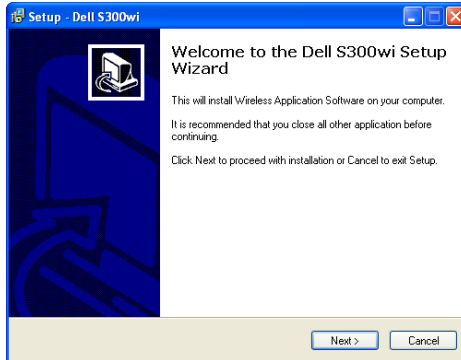 Setup - Dell S300wi
Welcome to the Dell S300wi Setup
Wizard
This will install Wireless Application Software on your computer.
It is recommended that you close all other application before
continuing.
Click Next to proceed with installation or Cancel to exit Setup.
Next >
Cancel